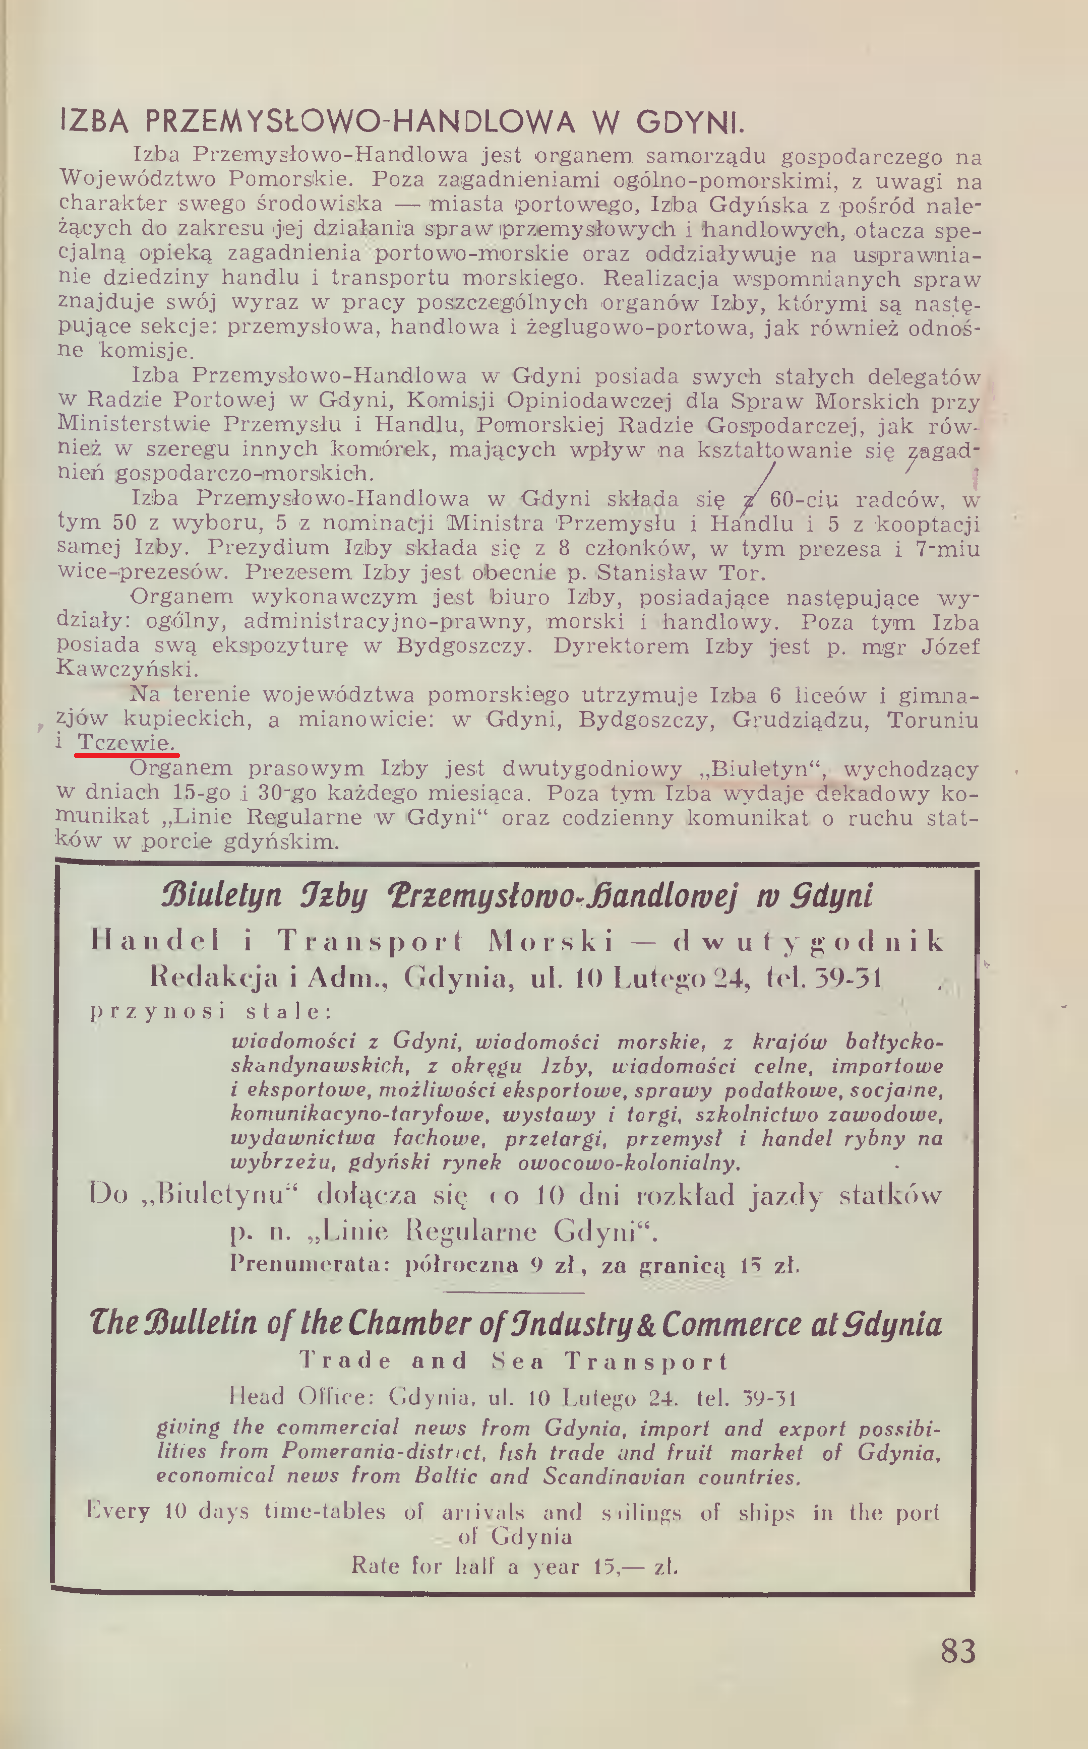 IZBA PRZEMYSŁOWO-HANDLOWA W GDYNI.
Izba Przemysłowo-Handlowa jest organem samorządu gospodarczego na
Województwo Pomorskie. Poza zagadnieniami ogólno-pomorskimi, z uwagi na
charakter swego środowiska — miasta portowego, Izba Gdyńska z pośród nale-
żących do zakresu jej działania spraw przemysłowych i handlowych, otacza spe-
cjalną opieką zagadnienia portowo-morskie oraz oddziaływuje na usprawnia-
nie dziedziny handlu i transportu morskiego. Realizacja wspomnianych spraw
znajduje swój wyraz w pracy poszczególnych organów Izby, którymi są nastę-
pujące sekcje: przemysłowa, handlowa i żeglugowo-portowa, jak również odnoś-
ne komisje.
Izba Przemysłowo-Handlowa w Gdyni posiada swych stałych delegatów
w Radzie Portowej w Gdyni, Komisji Opiniodawczej dla Spraw Morskich przy
Ministerstwie Przemysłu i Handlu, Pomorskiej Radzie Gospodarczej, jak rów-
nież w szeregu innych komórek, mających wpływ na kształtowanie się zagad-
nień gospodarczo-morskich.
Izba Przemysłowo-Handlowa w Gdyni składa się z 60-ciu radców, w
tym 50 z wyboru, 5 z nominacji Ministra Przemysłu i Handlu i 5 z kooptacji
samej Izby. Prezydium Izby składa się z 8 członków, w tym prezesa i 7-miu
wice-prezesów. Prezesem Izby jest obecnie p. Stanisław Tor.
Organem wykonawczym jest biuro Izby, posiadające następujące wy-
działy: ogólny, administracyjno-prawny, morski i handlowy. Poza tym Izba
posiada swą ekspozyturę w Bydgoszczy. Dyrektorem Izby jest p. mgr Józef
Kawczyński.
Na terenie województwa pomorskiego utrzymuje Izba 6 liceów i gimna-
zjów kupieckich, a mianowicie: w Gdyni, Bydgoszczy, Grudziądzu, Toruniu
i Tczewie.
Organem prasowym Izby jest dwutygodniowy „Biuletyn“, wychodzący
w dniach 15-go i 30-go każdego miesiąca. Poza tym Izba wydaje dekadowy ko-
munikat „Linie Regularne w Gdyni“ oraz codzienny komunikat o ruchu stat-
ków w porcie gdyńskim.
Biuletyn Izby Przemysłowo-Handlowej w Gdyni
Handel i Transport Morski — dwutygodnik
Redakcja i Adm., Gdynia, ul. 10 Lutego 24, tel. 39-31
przynosi stale:
wiadomości z Gdyni, wiadomości morskie, z krajów bałtycko-
skandynawskich, z okręgu Izby, wiadomości celne, importowe
i eksportowe, możliwości eksportowe, sprawy podatkowe, socjalne,
komunikacyno-taryfowe, wystawy i targi, szkolnictwo zawodowe,
wydawnictwa fachowe, przetargi, przemysł i handel rybny na
wybrzeżu, gdyński rynek owocowo-kolonialny.
Do „Biuletynu“ dołącza się co 10 dni rozkład jazdy statków
p. n. „Linie Regularne Gdyni“.
Prenumerata: półroczna 9 zł, za granicą 15 zł.
The Bulletin of the Chamber of Industry & Commerce at Gdynia
Trade and Sea Transport
Head Office: Gdynia, ul. 10 Lutego 24. tel. 39-31
giving the commercial news from Gdynia, import and export possibi-
lities from Pomerania-district, fish trade and fruit market of Gdynia,
economical news from Baltic and Scandinavian countries.
Every 10 days time-tables of arrivals and sailings of ships in the port
of Gdynia
Rate for half a year 15,— zł.
83